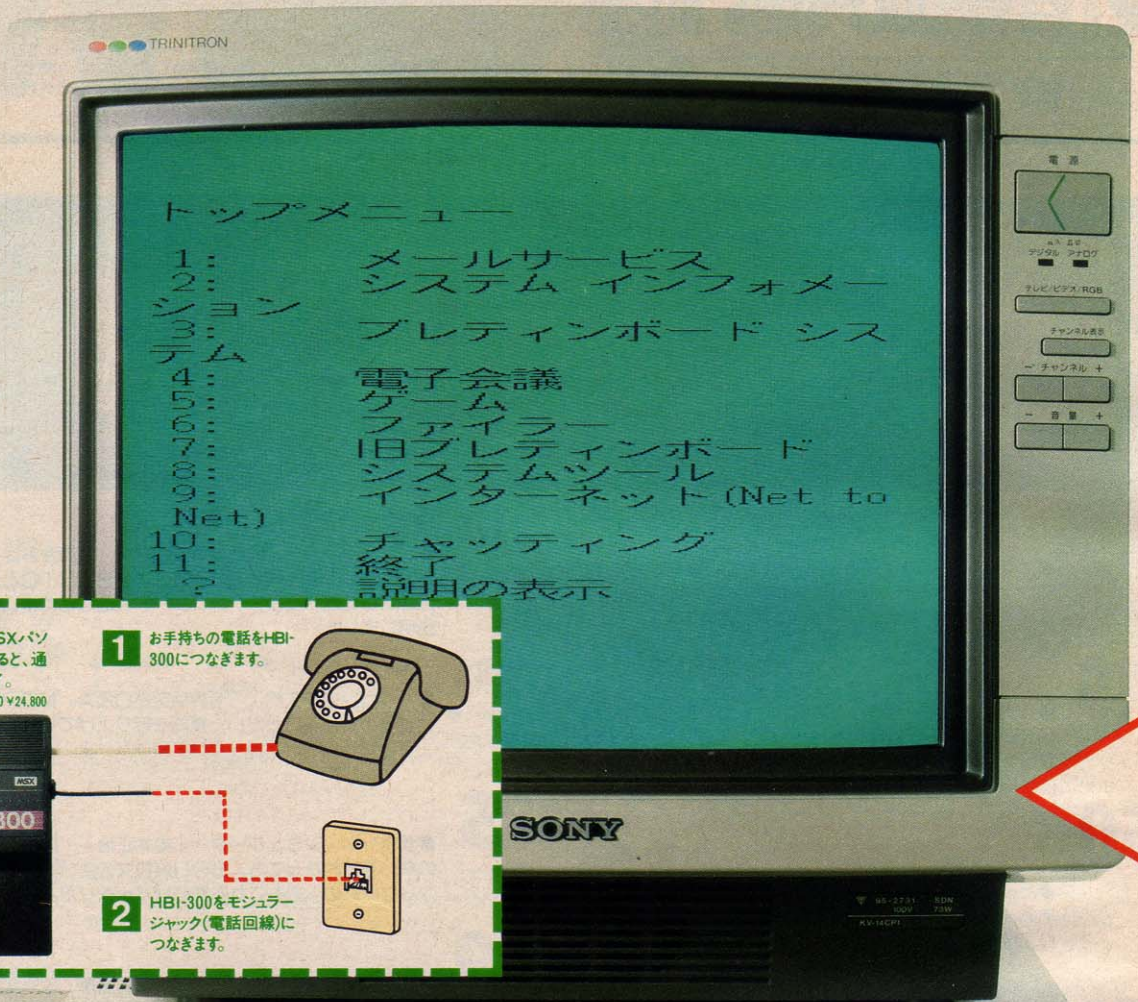 TRINITRON
トップメニュー
1: メールサービス
2: システム インフォメー
ション
3: ブレティンボード シス
テム
4: 電子会議
5: ゲーム
6: ファイラー
7: 旧ブレティンボード
8: システムツール
9: インターネット(Net to
Net)
10: チャッティング
11: 終了
? 説明の表示
電源
デジタル アナログ
テレビ/ビデオ/RGB
チャンネル表示
- チャンネル +
- 音量 +
SONY
KV-14CP1
SXパソ
ると、通
す。
0 ¥24,800
MSX
300
1 お手持ちの電話をHBI-
300につなぎます。
2 HBI-300をモジュラー
ジャック(電話回線)に
つなぎます。